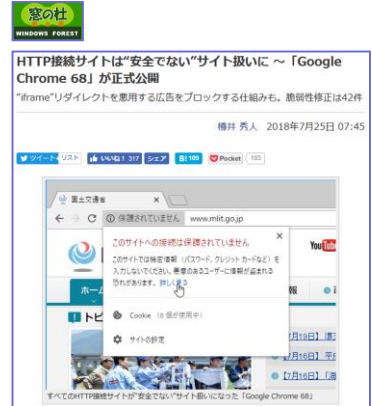 窓の杜
WINDOWS FOREST
HTTP接続サイトは“安全でない”サイト扱いに ～「Google
Chrome 68」が正式公開
“iframe”リダイレクトを悪用する広告をブロックする仕組みも。脆弱性修正は42件
樽井 秀人 2018年7月25日 07:45
ツイート リスト いいね! 317 シェア B! 105 Pocket 103
国土交通省 ×
保護されていません www.mlit.go.jp
このサイトへの接続は保護されていません ×
このサイトでは機密情報（パスワード、クレジット カードなど）を
入力しないでください。悪意のあるユーザーに情報が盗まれる
恐れがあります。 詳しく見る
You
ホーム
報
トピ
Cookie （8 個が使用中）
サイトの設定
【7月18日】
【7月16日】
すべてのHTTP接続サイトが“安全でない”サイト扱いになった「Google Chrome 68」